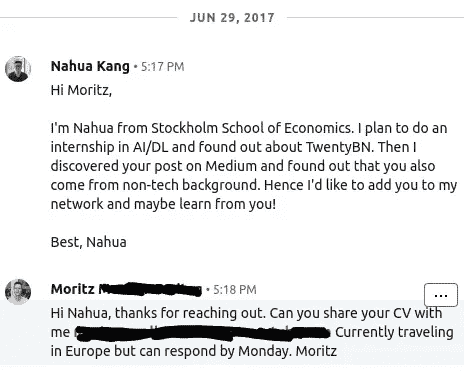 JUN 29, 2017
Nahua Kang • 5:17 PM
Hi Moritz,
I'm Nahua from Stockholm School of Economics. I plan to do an
internship in AI/DL and found out about TwentyBN. Then I
discovered your post on Medium and found out that you also
come from non-tech background. Hence I'd like to add you to my
network and maybe learn from you!
Best, Nahua
Moritz • 5:18 PM
Hi Nahua, thanks for reaching out. Can you share your CV with
me Currently traveling
in Europe but can respond by Monday. Moritz